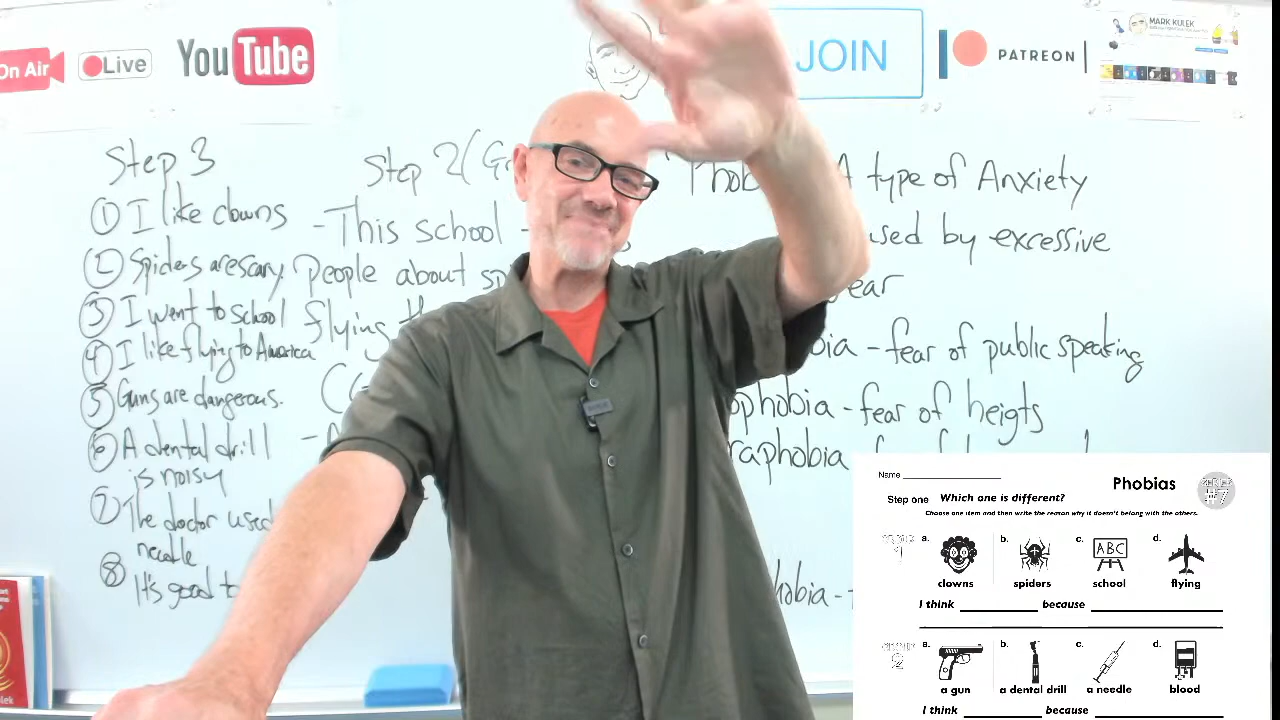 On Air
Live
YouTube
JOIN
PATREON
MARK KULEK
Step 3
① I like clowns
② Spiders are scary
③ I went to school
④ I like flying to America
⑤ Guns are dangerous.
⑥ A dental drill
is noisy
⑦ The doctor used
needle
⑧ It's good to
Step 2 (
- This school -
People about
flying
A type of Anxiety
used by excessive
ear
- fear of public speaking
ophobia - fear of heigts
raphobia
hobia -
Name
Phobias
#7
Step one Which one is different?
Choose one item and then write the reason why it doesn't belong with the others.
a. b. c. d.
ABC
clowns spiders school flying
I think because
a. b. c. d.
a gun a dental drill a needle blood
I think because